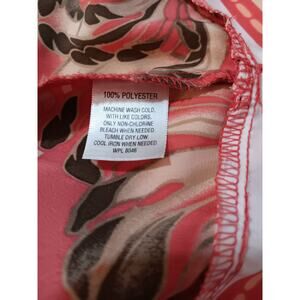 100% POLYESTER
MACHINE WASH COLD,
WITH LIKE COLORS.
ONLY NON-CHLORINE
BLEACH WHEN NEEDED.
TUMBLE DRY LOW.
COOL IRON WHEN NEEDED.
WPL 8046